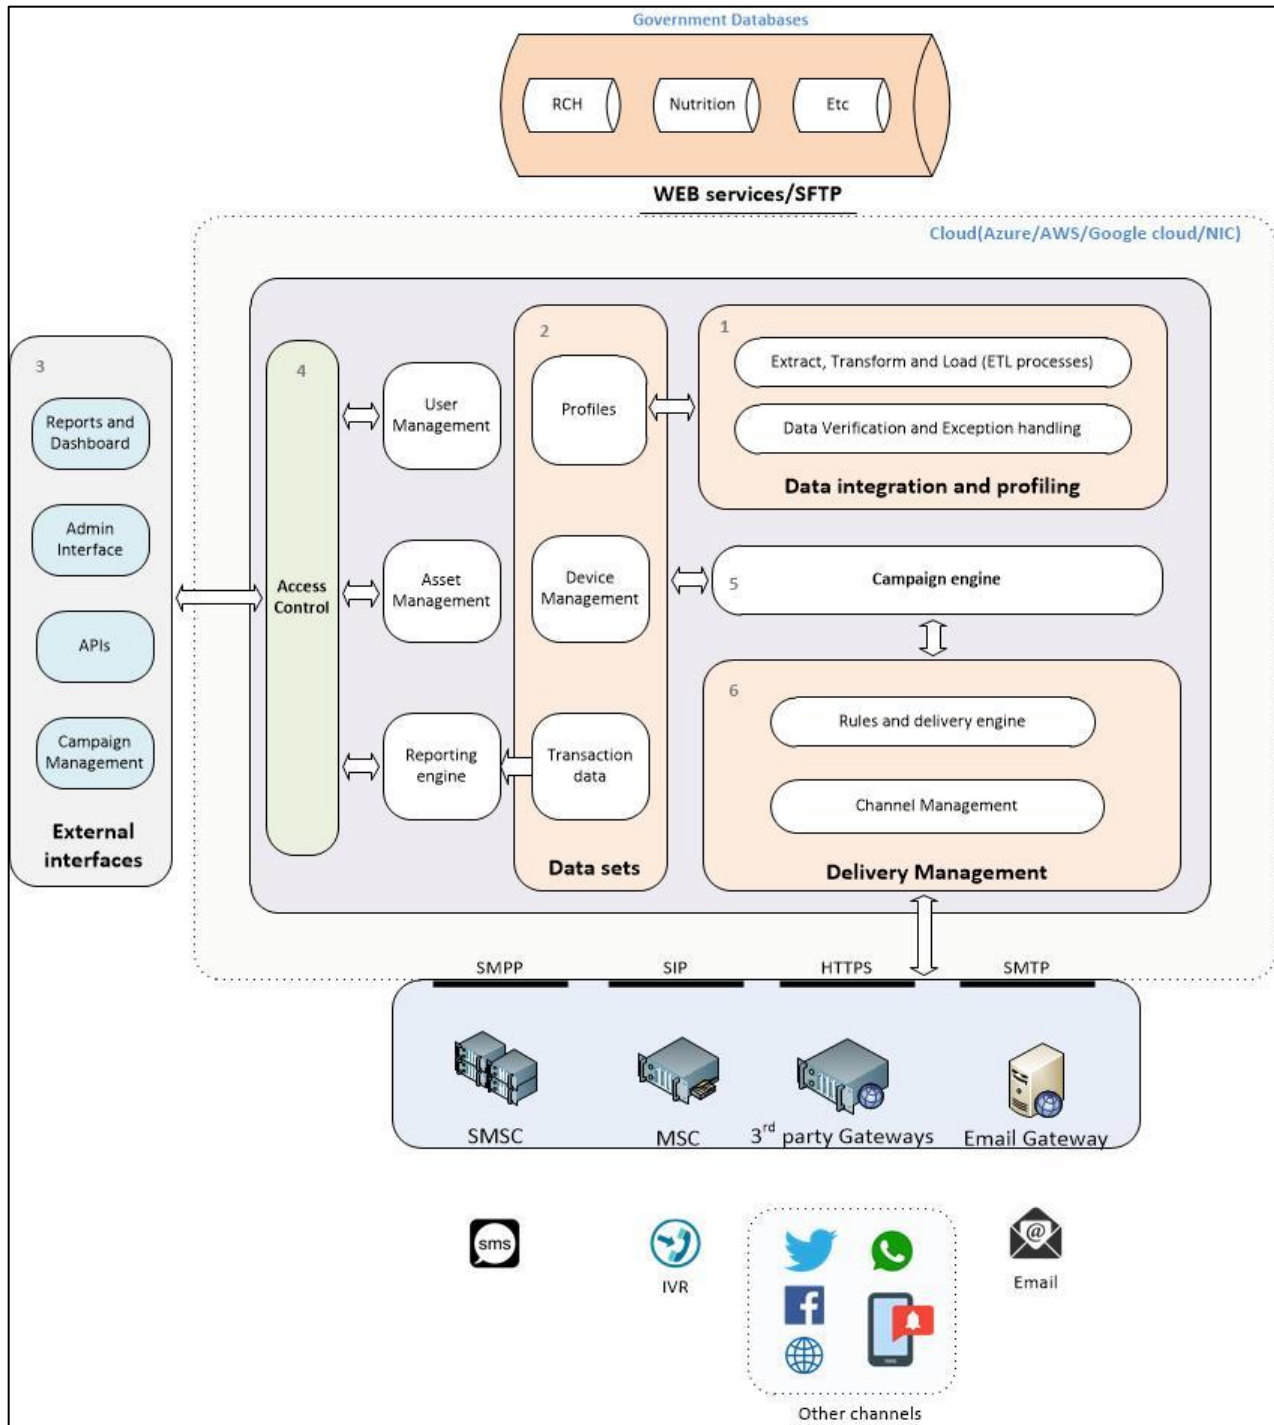 Government Databases
RCH
Nutrition
Etc
WEB services/SFTP
Cloud(Azure/AWS/Google cloud/NIC)
3
Reports and
Dashboard
Admin
Interface
APIs
Campaign
Management
External
interfaces
4
Access
Control
User
Management
Asset
Management
Reporting
engine
2
Profiles
Device
Management
Transaction
data
Data sets
1
Extract, Transform and Load (ETL processes)
Data Verification and Exception handling
Data integration and profiling
5
Campaign engine
6
Rules and delivery engine
Channel Management
Delivery Management
SMPP
SIP
HTTPS
SMTP
SMSC
MSC
3rd party Gateways
Email Gateway
sms
IVR
@
Email
Other channels